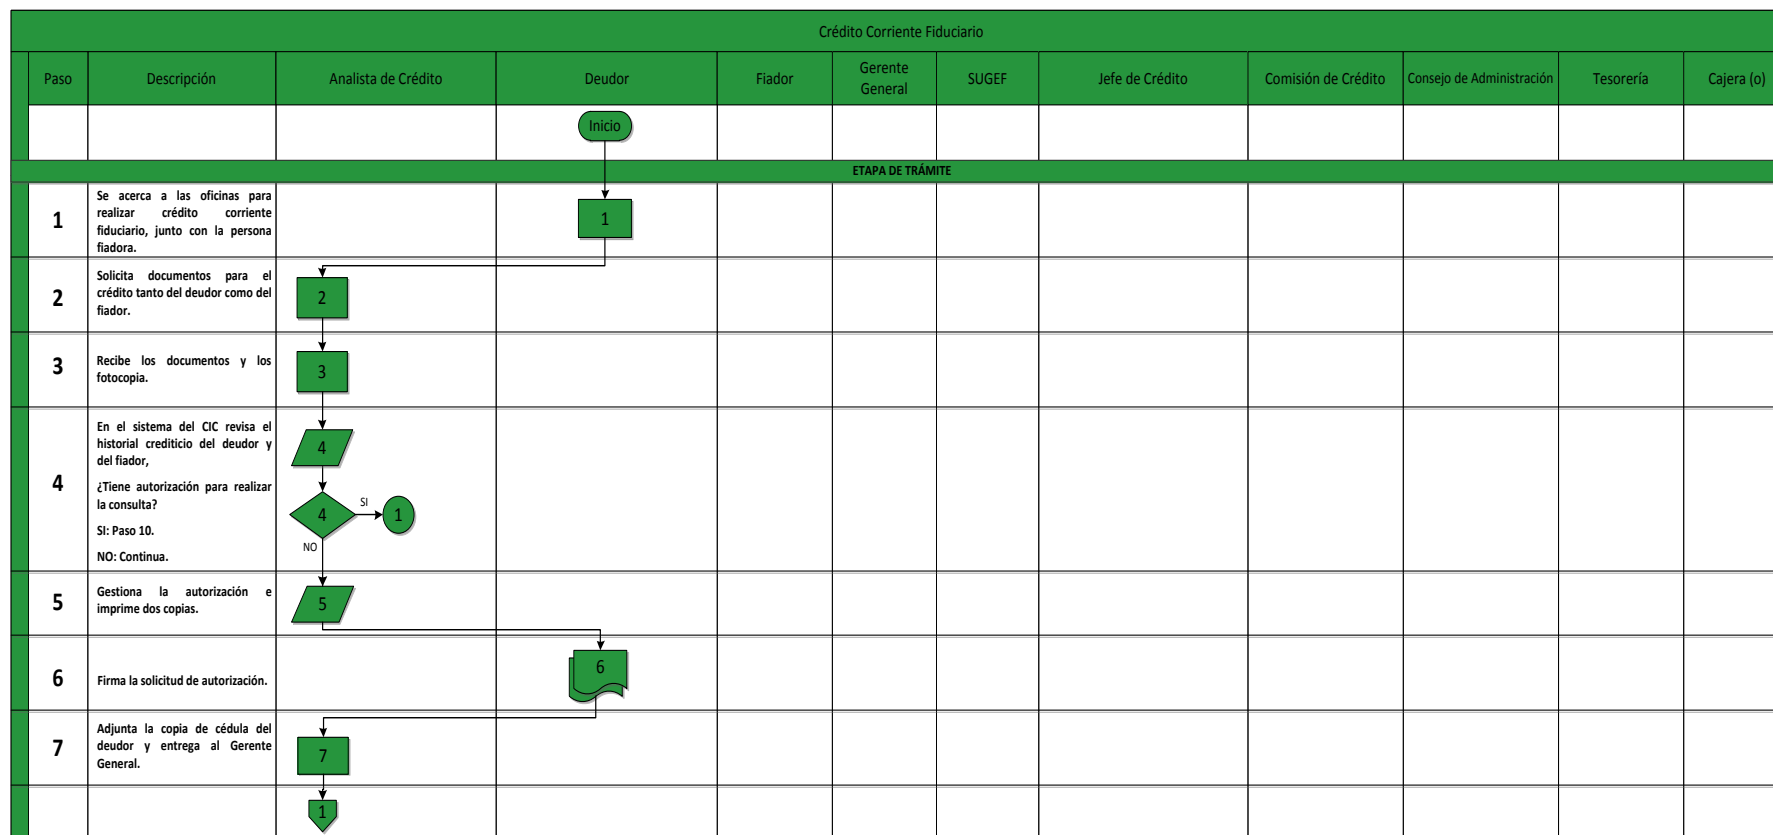 Crédito Corriente Fiduciario
Paso
Descripción
Analista de Crédito
Deudor
Fiador
Gerente
General
SUGEF
Jefe de Crédito
Comisión de Crédito
Consejo de Administración
Tesorería
Cajera (o)
Inicio
ETAPA DE TRÁMITE
1
Se acerca a las oficinas para
realizar crédito corriente
fiduciario, junto con la persona
fiadora.
1
2
Solicita documentos para el
crédito tanto del deudor como del
fiador.
2
3
Recibe los documentos y los
fotocopia.
3
4
En el sistema del CIC revisa el
historial crediticio del deudor y
del fiador,
¿Tiene autorización para realizar
la consulta?
SI: Paso 10.
NO: Continua.
4
4
SI
1
NO
5
Gestiona la autorización e
imprime dos copias.
5
6
Firma la solicitud de autorización.
6
7
Adjunta la copia de cédula del
deudor y entrega al Gerente
General.
7
1